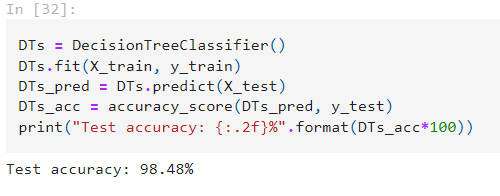 In [32]:
DTs = DecisionTreeClassifier()
DTs.fit(X_train, y_train)
DTs_pred = DTs.predict(X_test)
DTs_acc = accuracy_score(DTs_pred, y_test)
print("Test accuracy: {:.2f}%".format(DTs_acc*100))
Test accuracy: 98.48%